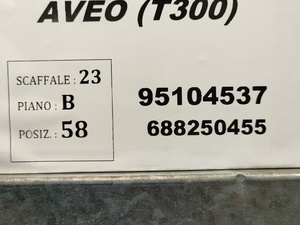 AVEO (T300)
SCAFFALE : 23
PIANO : B
POSIZ. : 58
95104537
688250455